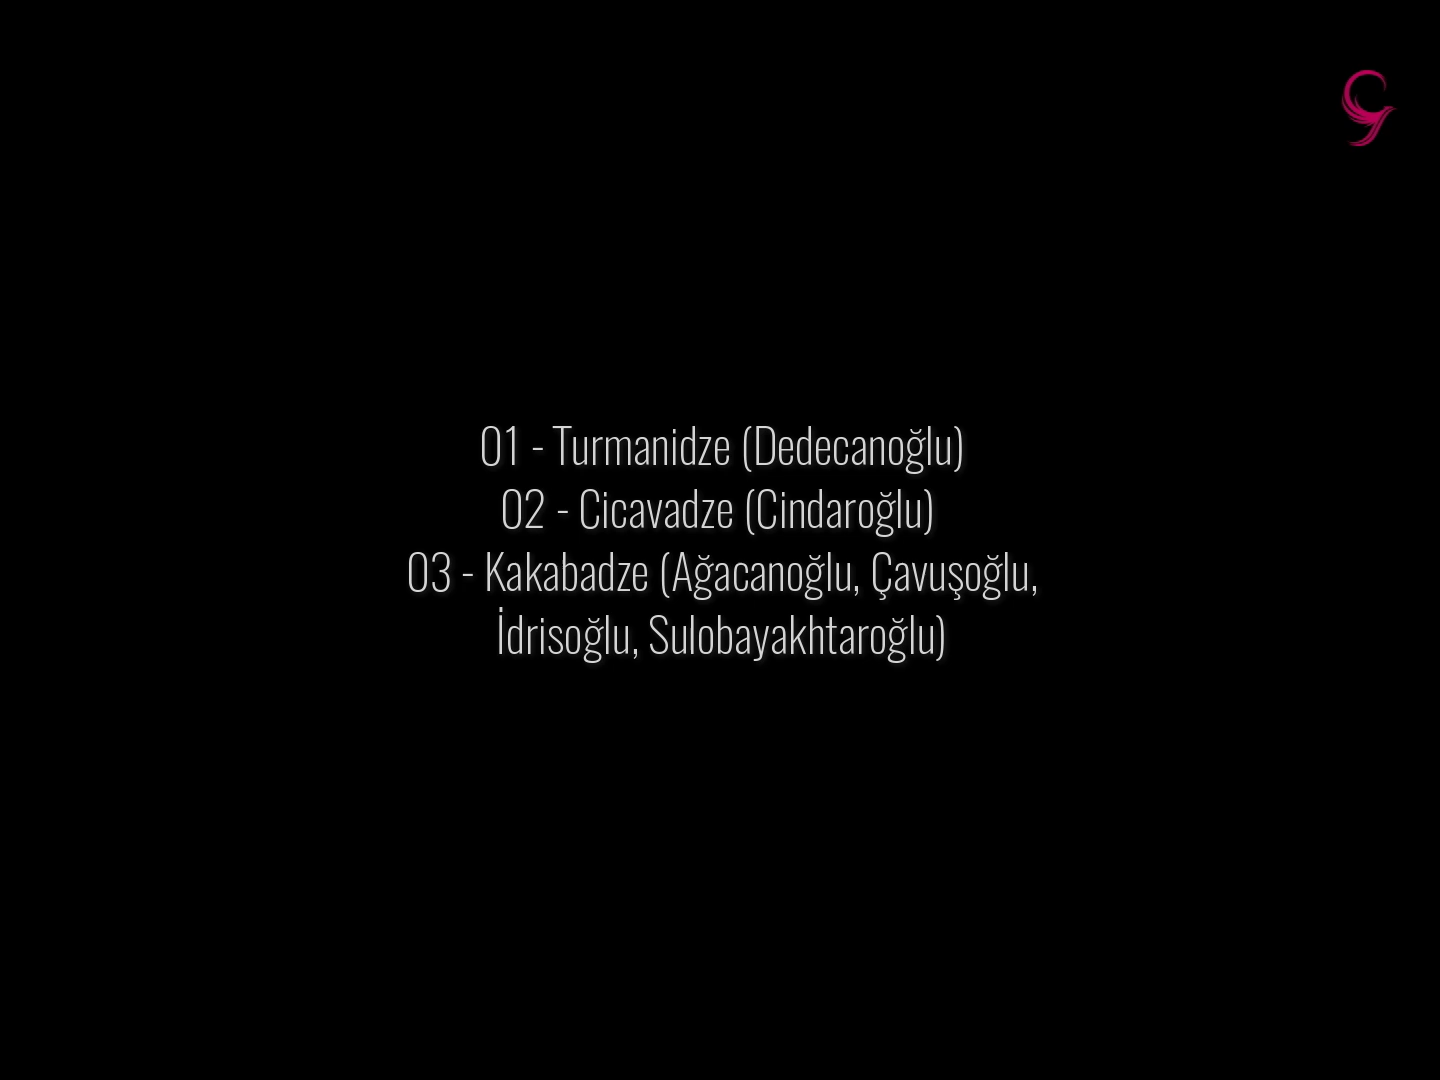 01 - Turmanidze (Dedecanoğlu)
02 - Cicavadze (Cindaroğlu)
03 - Kakabadze (Ağacanoğlu, Çavuşoğlu,
İdrisoğlu, Sulobayakhtaroğlu)